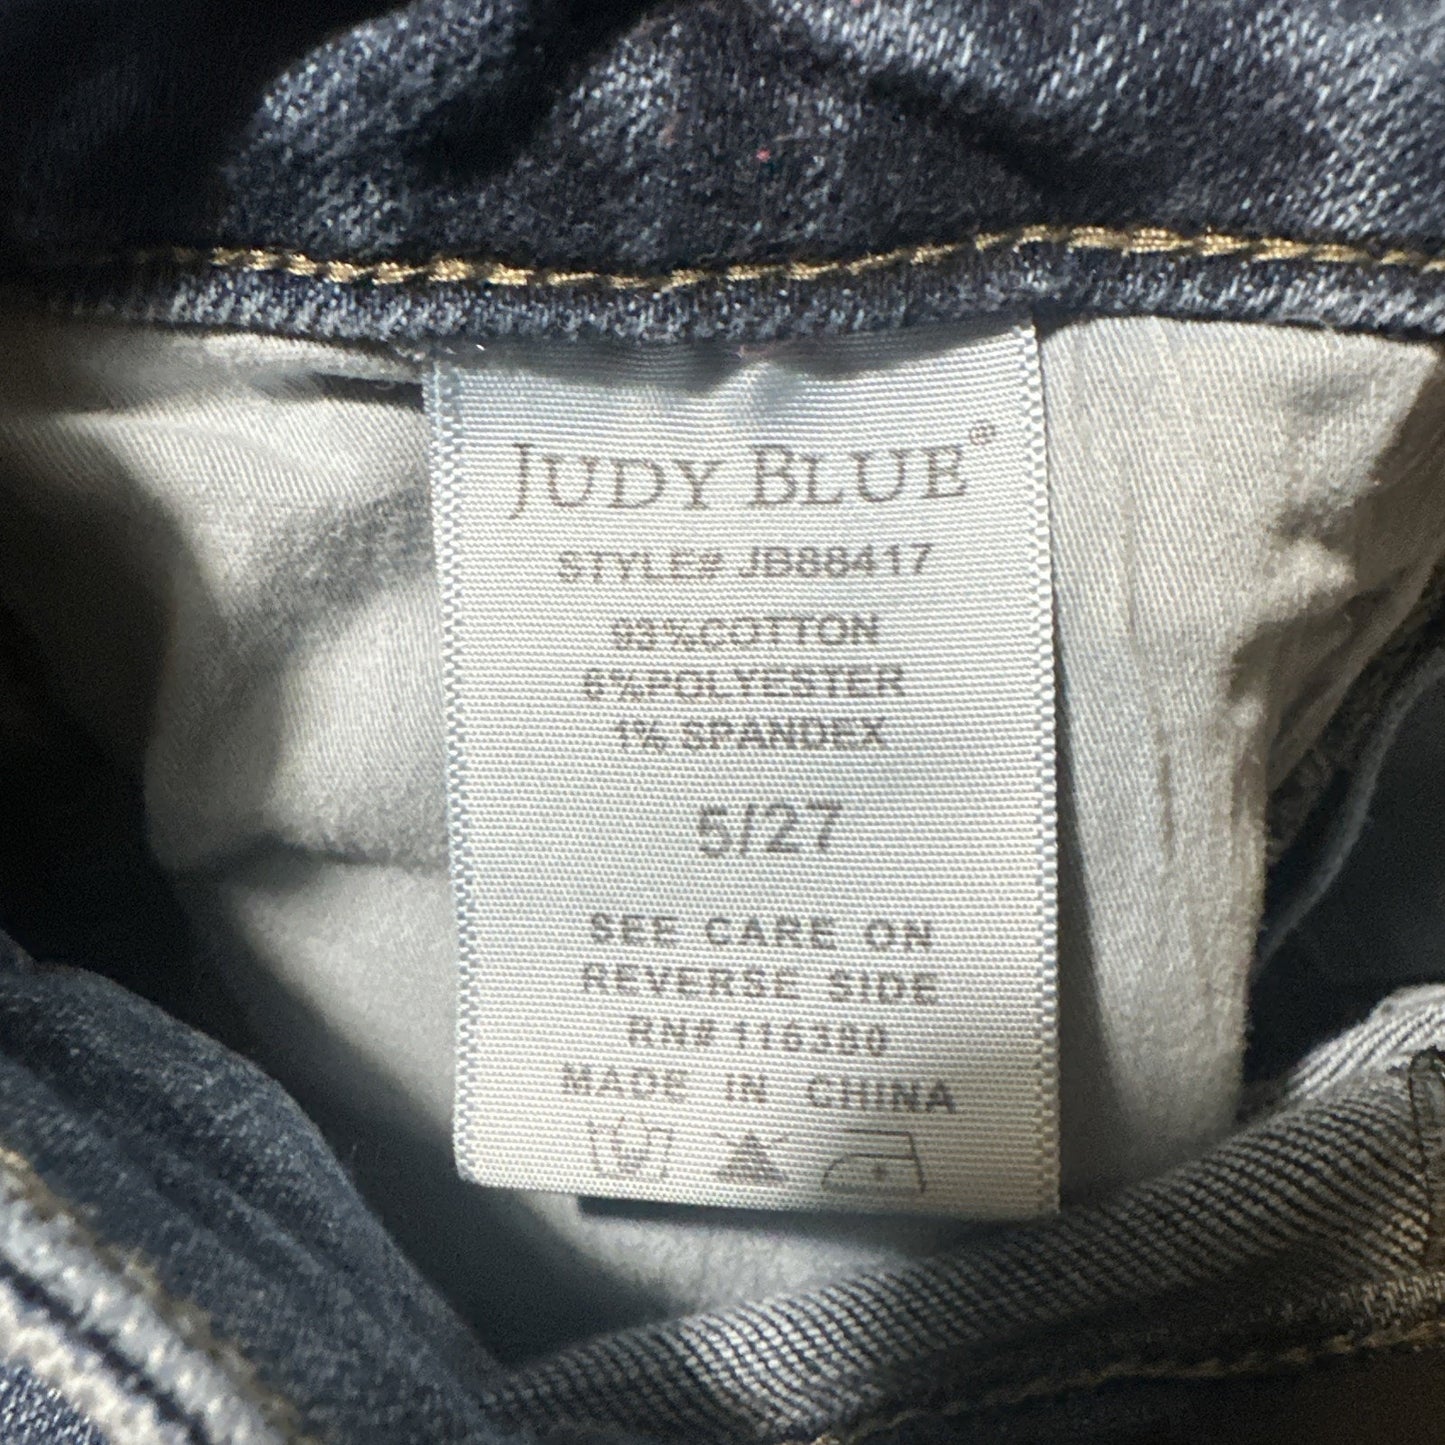 JUDY BLUE®
STYLE# JB88417
93%COTTON
6%POLYESTER
1% SPANDEX
5/27
SEE CARE ON
REVERSE SIDE
RN# 116380
MADE IN CHINA